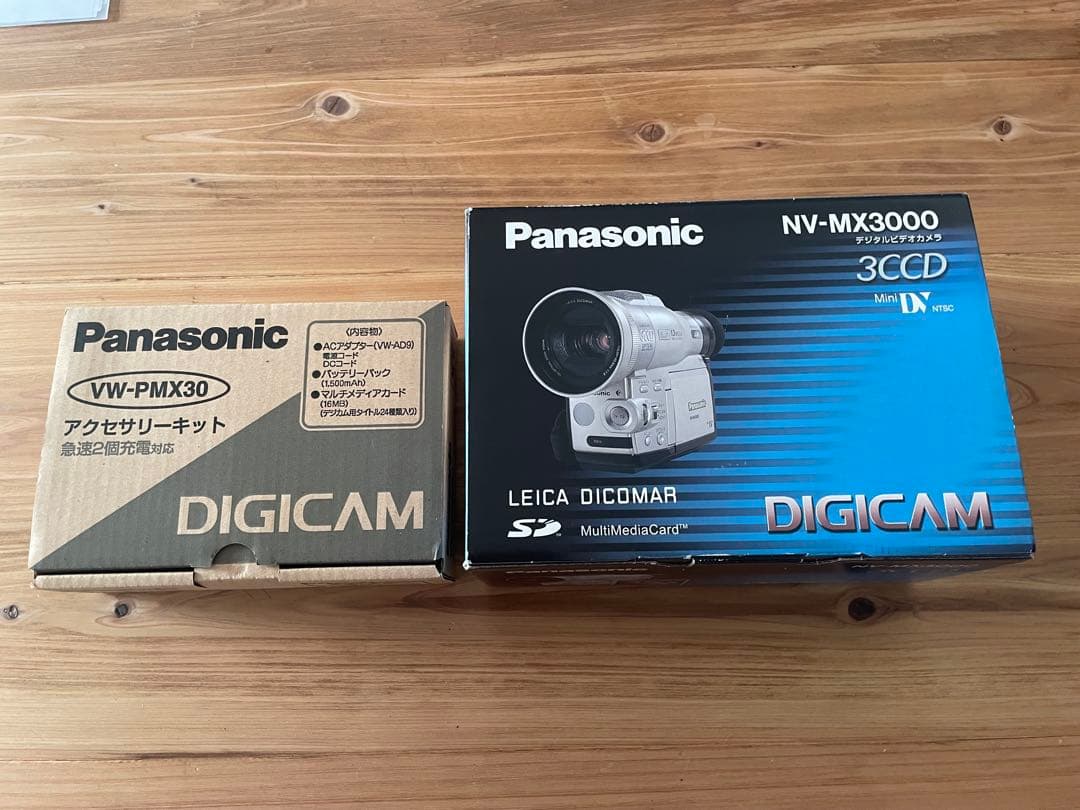 Panasonic
VW-PMX30
アクセサリーキット
急速2個充電対応
〈内容物〉
●ACアダプター(VW-AD9)
電源コード
DCコード
●バッテリーパック
(1,500mAh)
●マルチメディアカード
(16MB)
(デジカム用タイトル24種類入り)
DIGICAM
Panasonic
NV-MX3000
デジタルビデオカメラ
3CCD
Mini DV NTSC
Panasonic
LEICA DICOMAR
SD™ MultiMediaCard™
DIGICAM
Panasonic
NV-MX3000